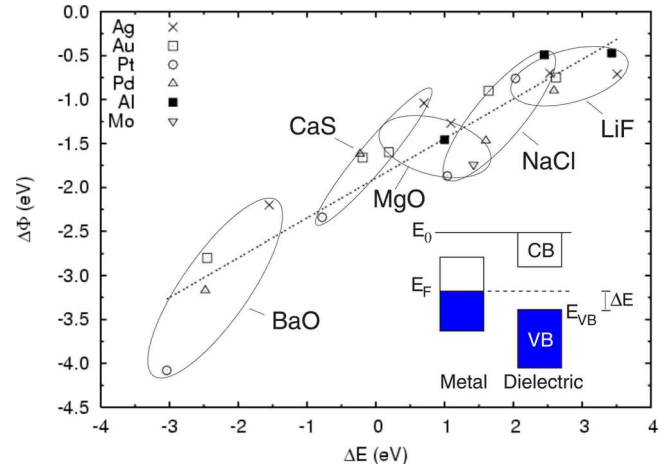 Ag
Au
Pt
Pd
Al
Mo
0.0
-0.5
-1.0
-1.5
-2.0
-2.5
-3.0
-3.5
-4.0
-4.5
ΔΦ (eV)
CaS
MgO
NaCl
LiF
BaO
E0
CB
EF
EVB
ΔE
VB
Metal Dielectric
-4 -3 -2 -1 0 1 2 3 4
ΔE (eV)